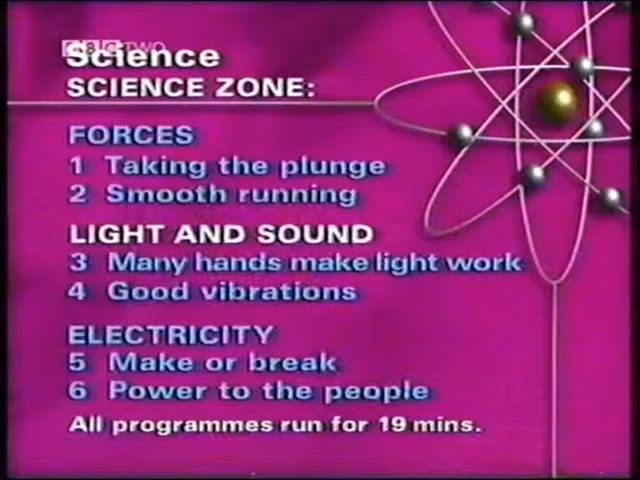 BBC TWO
Science
SCIENCE ZONE:
FORCES
1 Taking the plunge
2 Smooth running
LIGHT AND SOUND
3 Many hands make light work
4 Good vibrations
ELECTRICITY
5 Make or break
6 Power to the people
All programmes run for 19 mins.